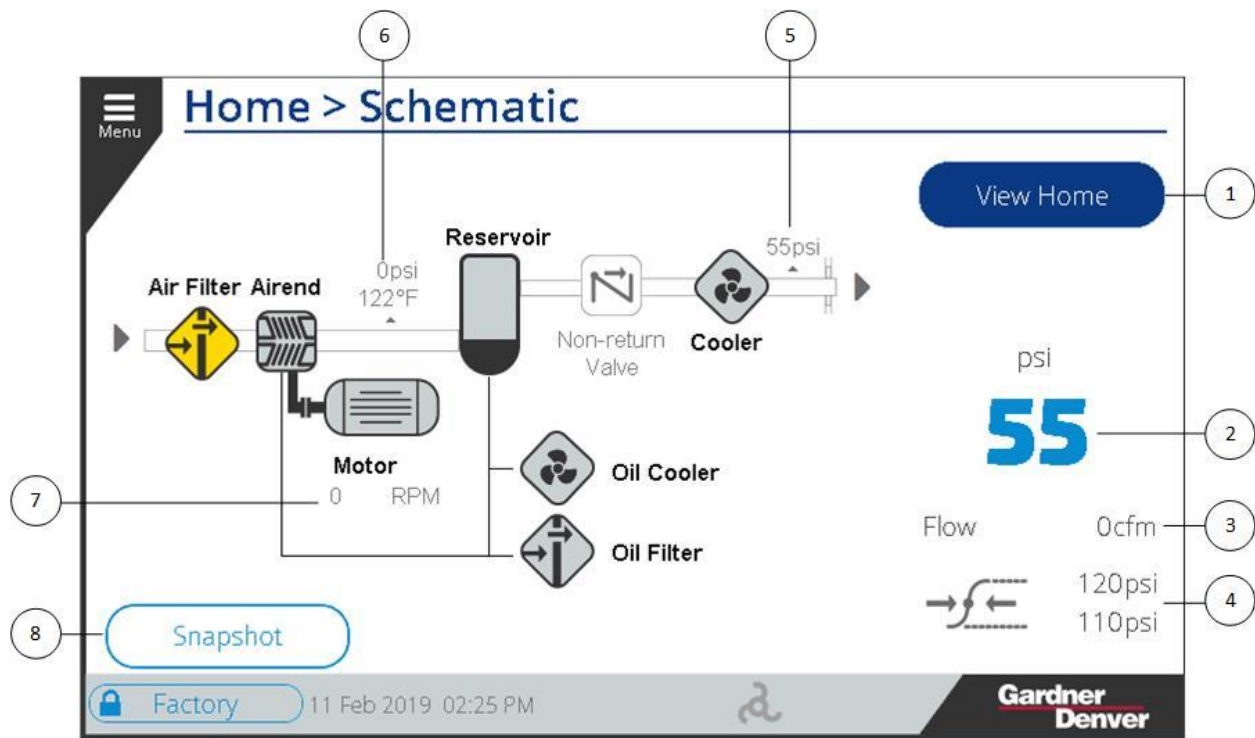 6
5
Menu
Home > Schematic
View Home
1
Reservoir
55psi
0psi
122°F
Air Filter
Airend
Non-return
Valve
Cooler
psi
55
2
Motor
0 RPM
7
Oil Cooler
Oil Filter
Flow 0cfm
3
120psi
110psi
4
8
Snapshot
Factory
11 Feb 2019 02:25 PM
Gardner
Denver